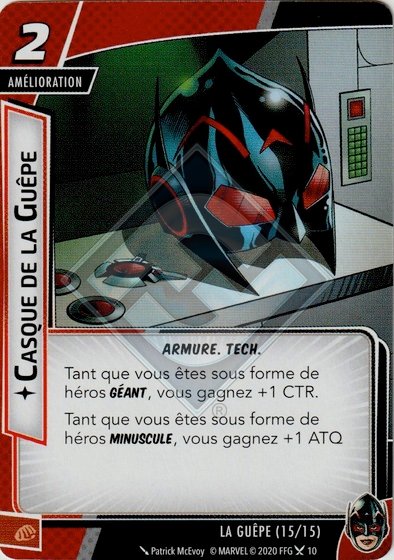 2
AMÉLIORATION
CASQUE DE LA GUÊPE
ARMURE. TECH.
Tant que vous êtes sous forme de
héros GÉANT, vous gagnez +1 CTR.
Tant que vous êtes sous forme de
héros MINUSCULE, vous gagnez +1 ATQ
®
LA GUÊPE (15/15)
Patrick McEvoy © MARVEL © 2020 FFG 10